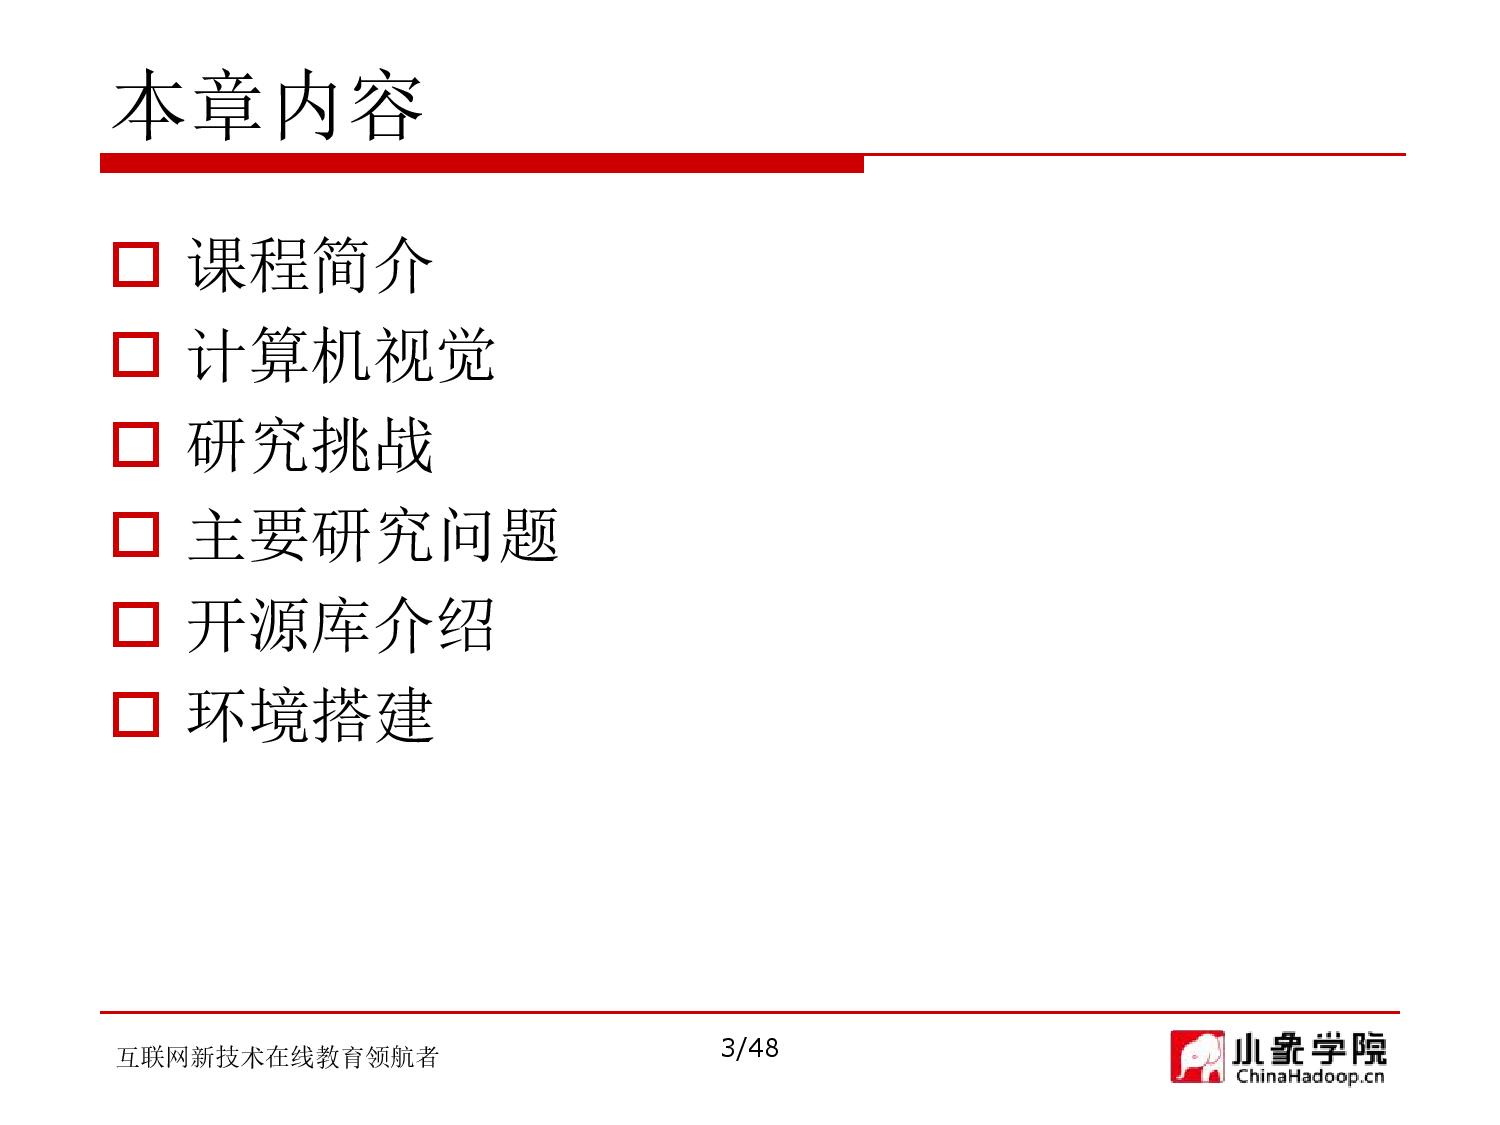 本章内容
课程简介
计算机视觉
研究挑战
主要研究问题
开源库介绍
环境搭建
互联网新技术在线教育领航者
3/48
小象学院
ChinaHadoop.cn